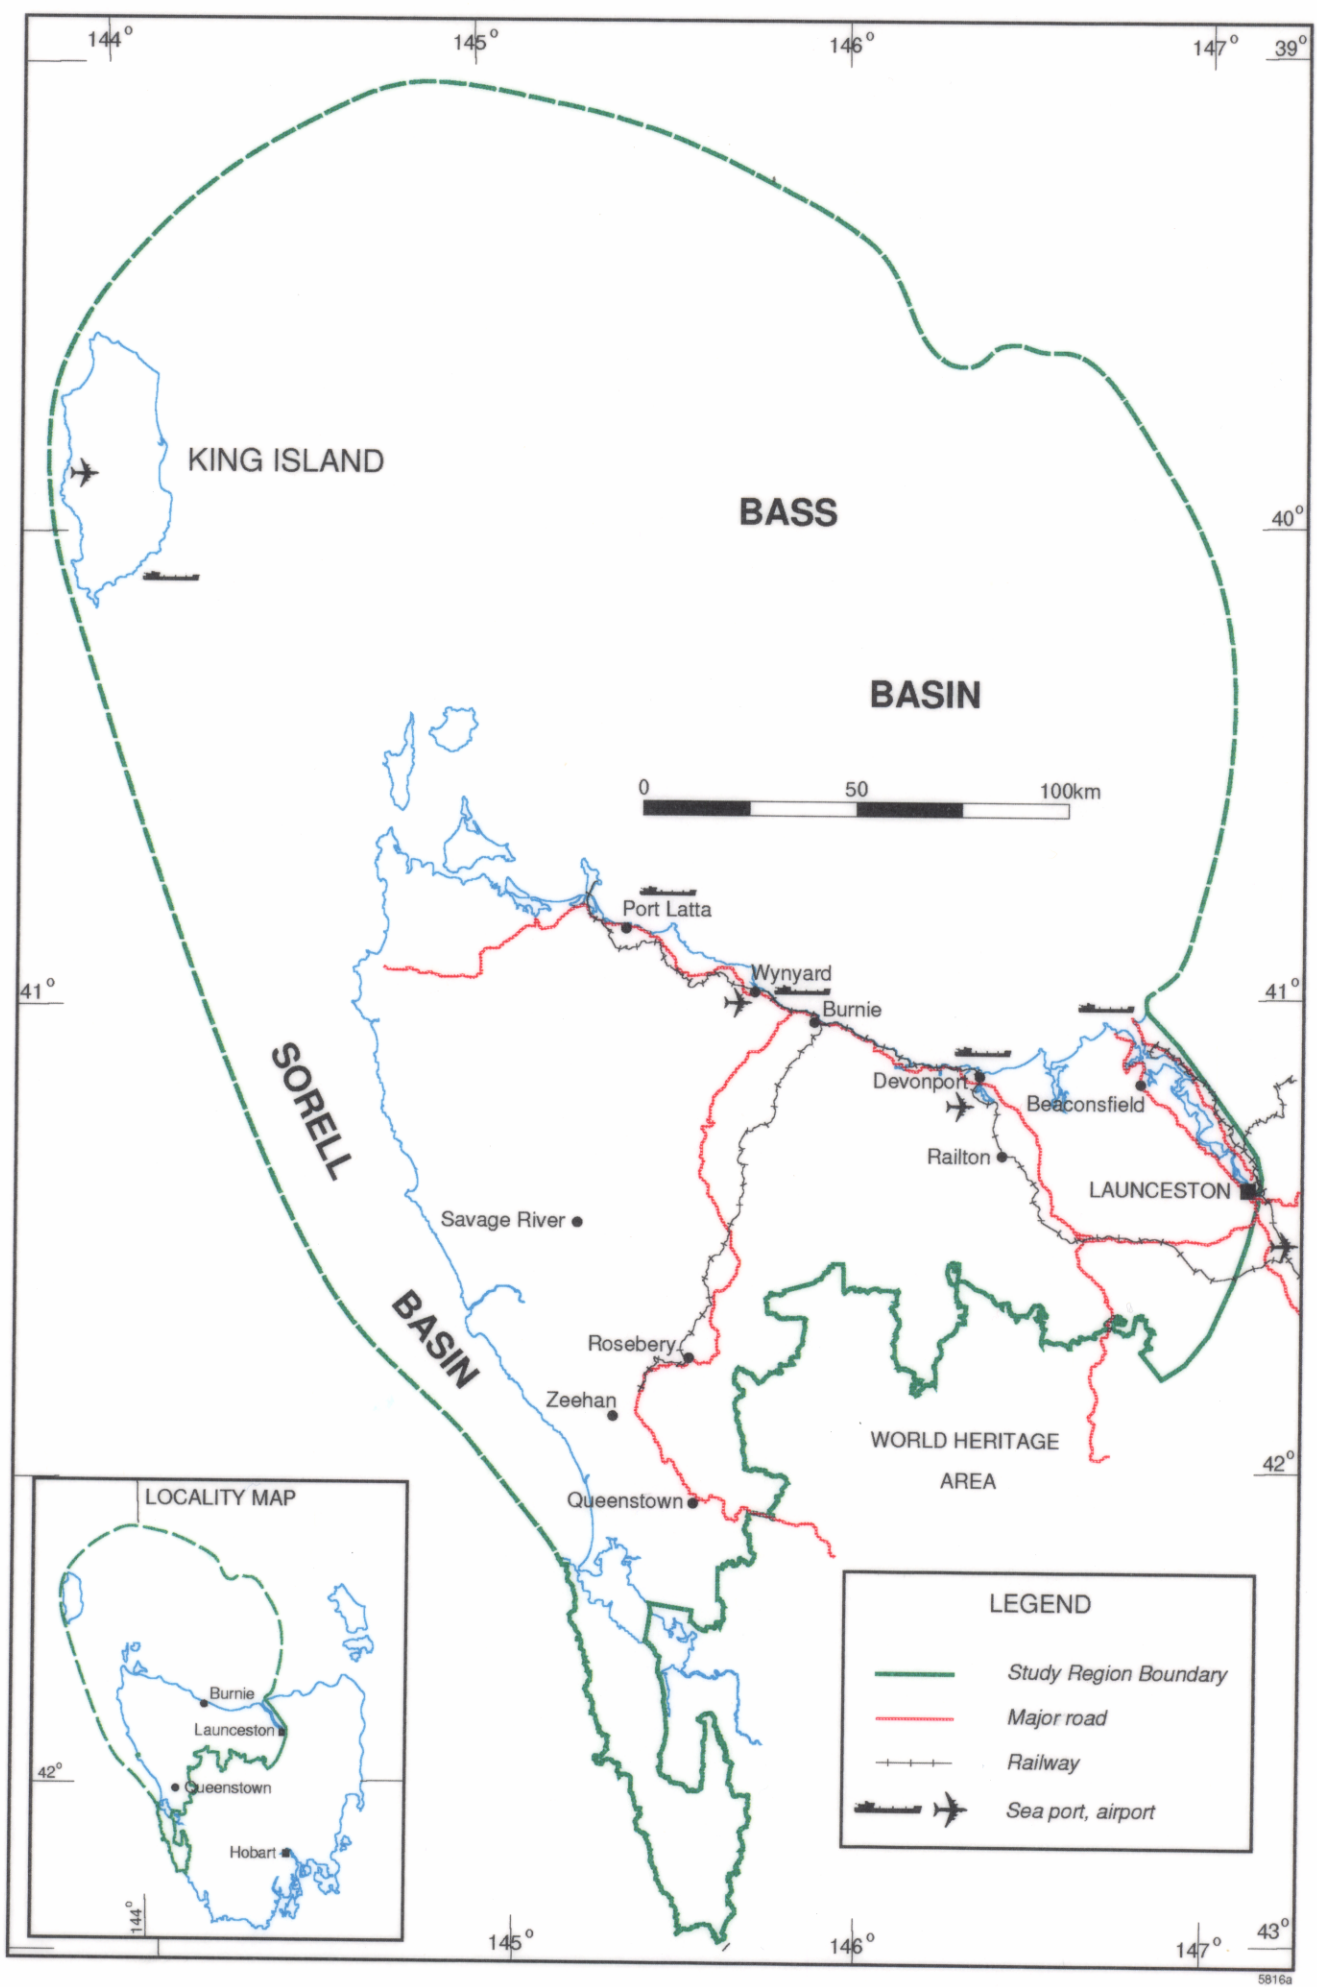 144°
145°
146°
147°
39°
KING ISLAND
BASS
40°
BASIN
0
50
100km
Port Latta
Wynyard
41°
41°
Burnie
SORELL
Devonport
Beaconsfield
Railton
LAUNCESTON
Savage River
BASIN
Rosebery
Zeehan
WORLD HERITAGE
AREA
42°
Queenstown
LOCALITY MAP
Burnie
Launceston
42°
Queenstown
Hobart
144°
LEGEND
Study Region Boundary
Major road
Railway
Sea port, airport
145°
146°
147°
43°
5816a